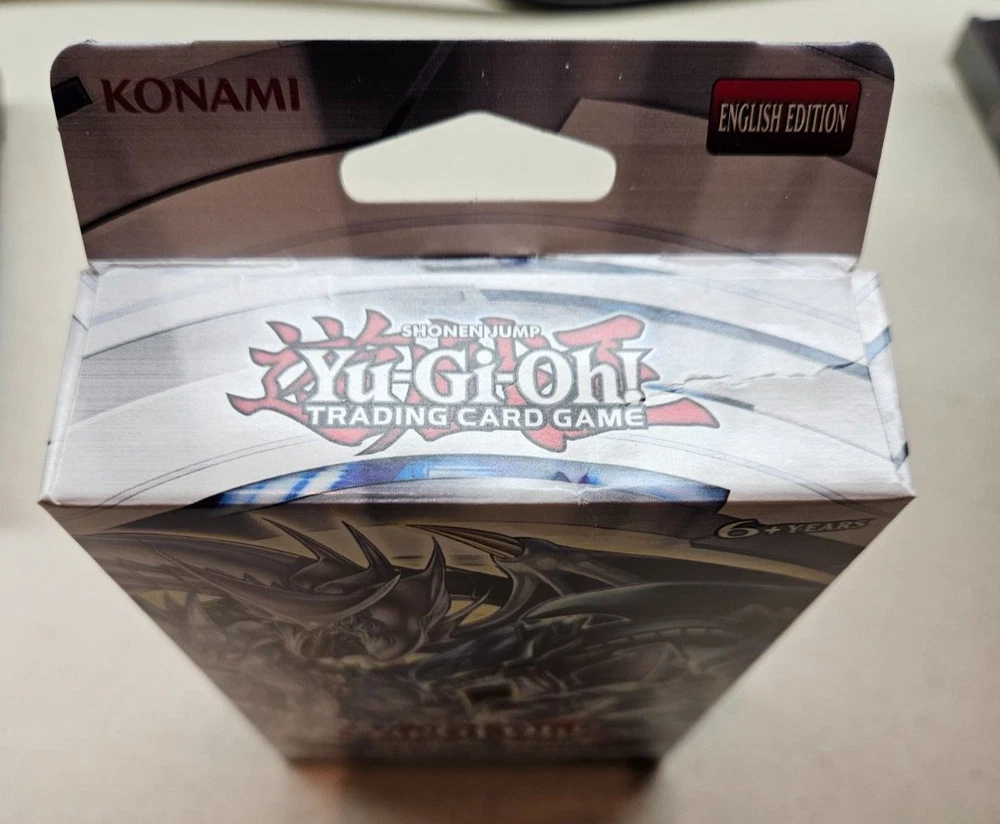 KONAMI
ENGLISH EDITION
SHONEN JUMP
Yu-Gi-Oh!
TRADING CARD GAME
6+ YEARS